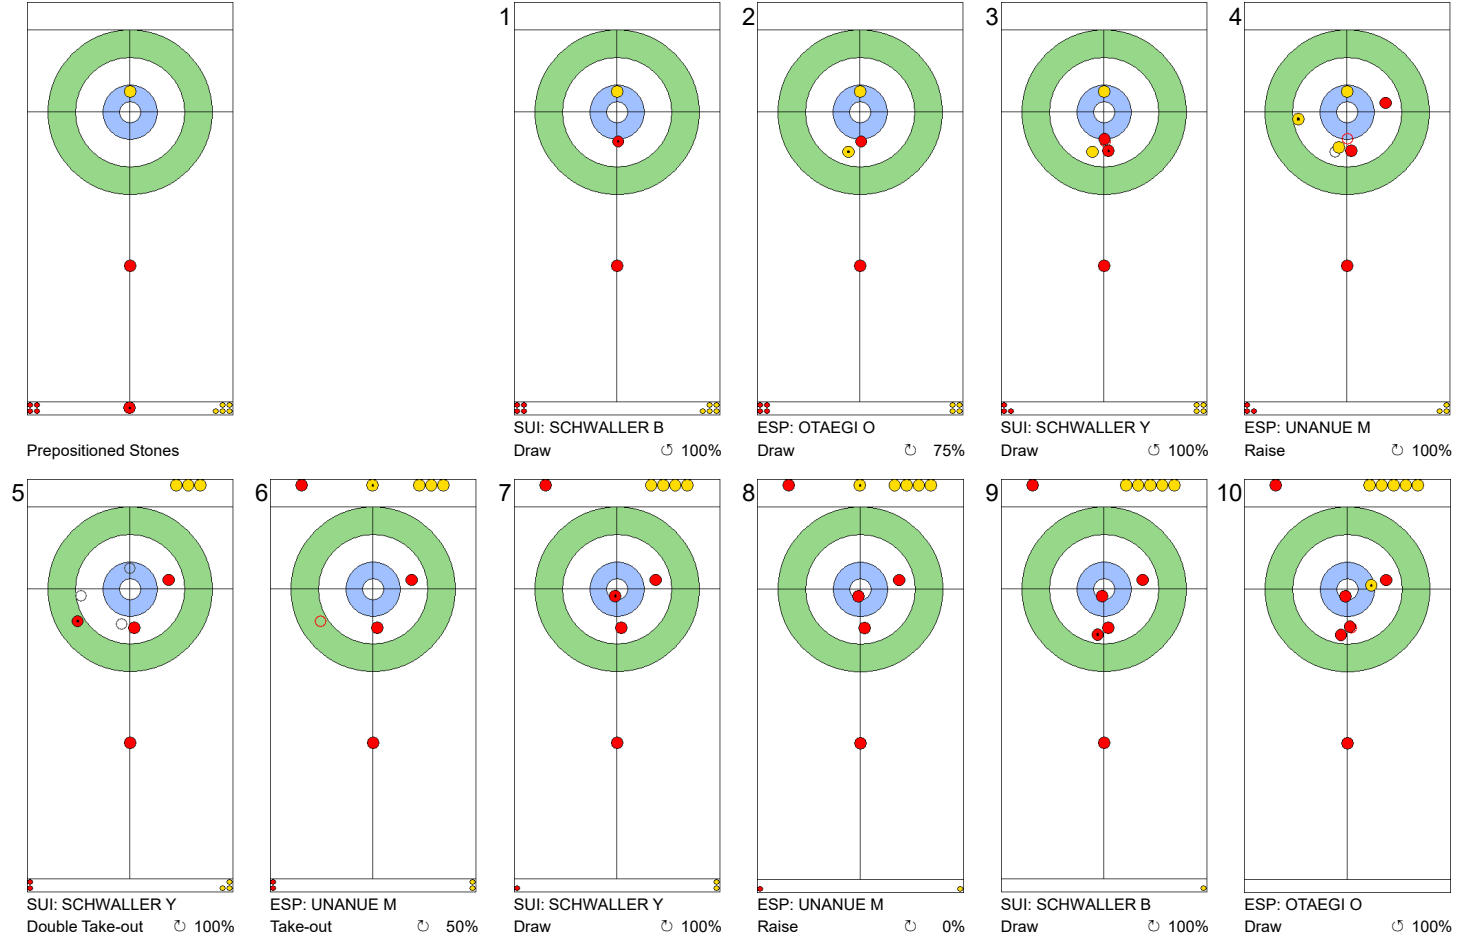 1
2
3
4
Prepositioned Stones
SUI: SCHWALLER B
Draw ↺ 100%
ESP: OTAEGI O
Draw ↻ 75%
SUI: SCHWALLER Y
Draw ↺ 100%
ESP: UNANUE M
Raise ↻ 100%
5
6
7
8
9
10
SUI: SCHWALLER Y
Double Take-out ↻ 100%
ESP: UNANUE M
Take-out ↻ 50%
SUI: SCHWALLER Y
Draw ↻ 100%
ESP: UNANUE M
Raise ↻ 0%
SUI: SCHWALLER B
Draw ↻ 100%
ESP: OTAEGI O
Draw ↻ 100%